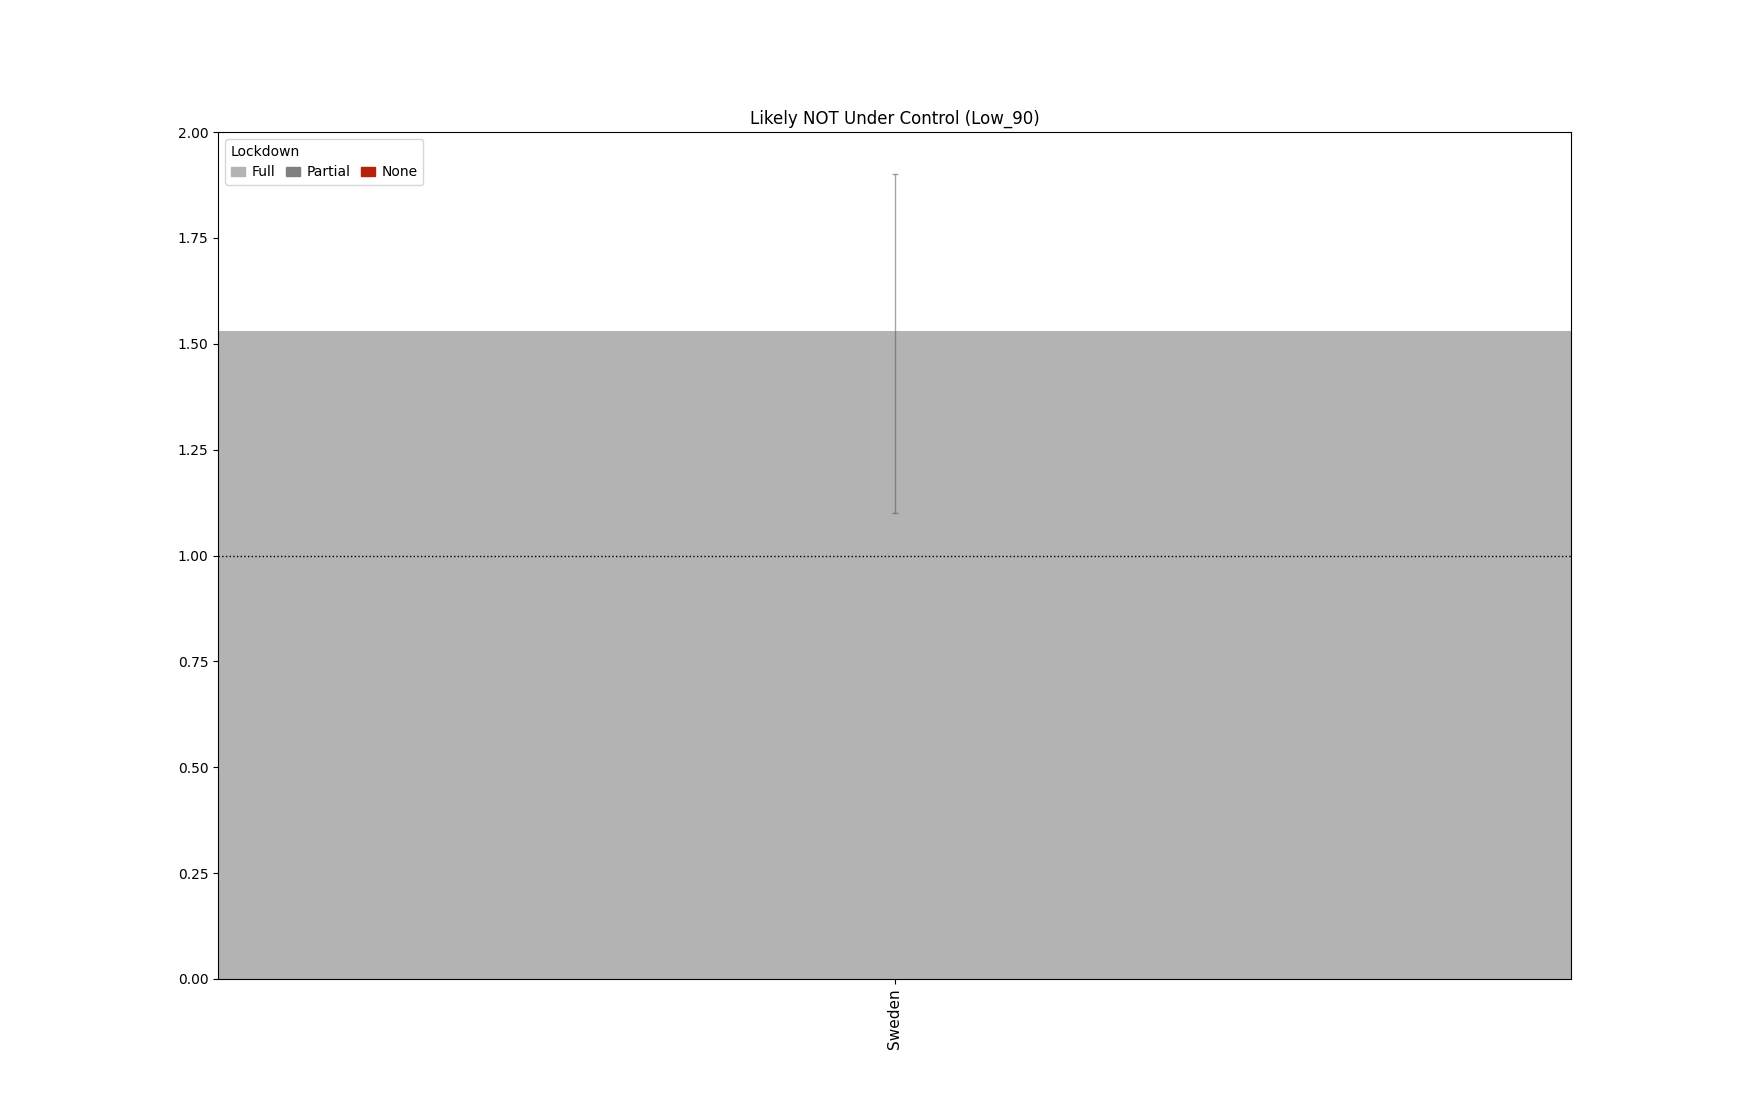 Likely NOT Under Control (Low_90)
2.00
Lockdown
Full Partial None
1.75
1.50
1.25
1.00
0.75
0.50
0.25
0.00
Sweden